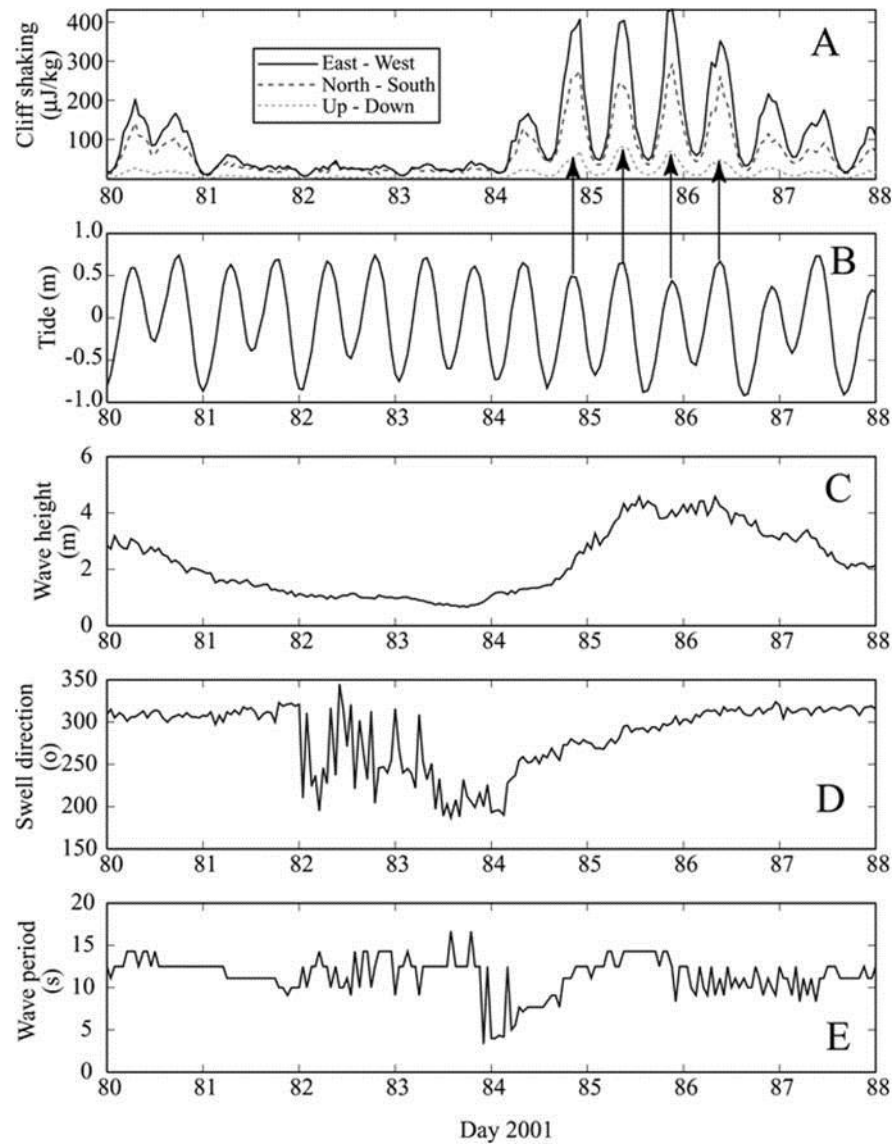 A
Cliff shaking
(µJ/kg)
400
300
200
100
East - West
North - South
Up - Down
80 81 82 83 84 85 86 87 88
B
Tide (m)
1.0
0.5
0
-0.5
-1.0
80 81 82 83 84 85 86 87 88
C
Wave height
(m)
6
4
2
0
80 81 82 83 84 85 86 87 88
D
Swell direction
(o)
350
300
250
200
150
80 81 82 83 84 85 86 87 88
E
Wave period
(s)
20
15
10
5
0
80 81 82 83 84 85 86 87 88
Day 2001